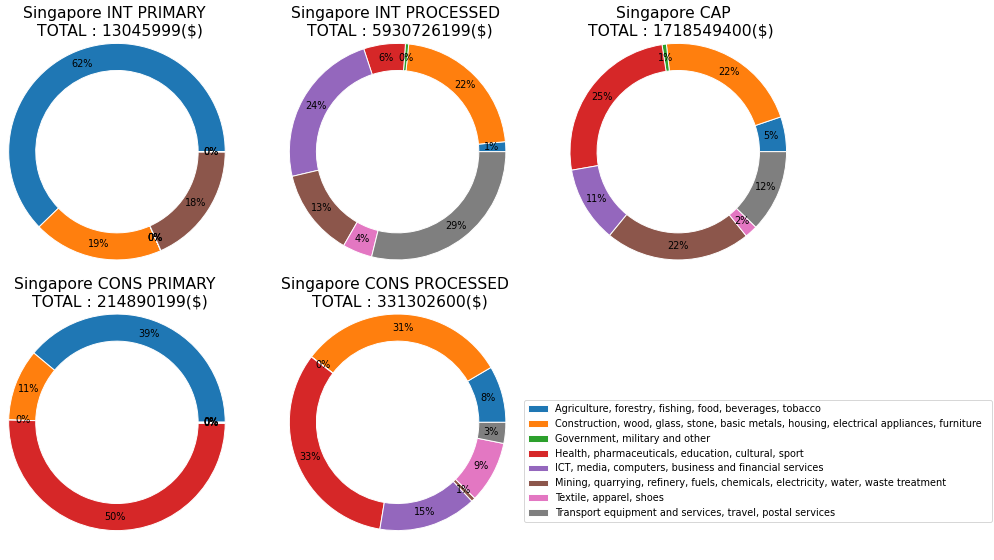 Singapore INT PRIMARY
TOTAL : 13045999($)
62%
0%
18%
0%
19%
Singapore INT PROCESSED
TOTAL : 5930726199($)
6%
0%
22%
24%
1%
13%
4%
29%
Singapore CAP
TOTAL : 1718549400($)
1%
22%
25%
5%
11%
12%
2%
22%
Singapore CONS PRIMARY
TOTAL : 214890199($)
39%
11%
0%
0%
50%
Singapore CONS PROCESSED
TOTAL : 331302600($)
31%
0%
8%
3%
33%
9%
1%
15%
Agriculture, forestry, fishing, food, beverages, tobacco
Construction, wood, glass, stone, basic metals, housing, electrical appliances, furniture
Government, military and other
Health, pharmaceuticals, education, cultural, sport
ICT, media, computers, business and financial services
Mining, quarrying, refinery, fuels, chemicals, electricity, water, waste treatment
Textile, apparel, shoes
Transport equipment and services, travel, postal services